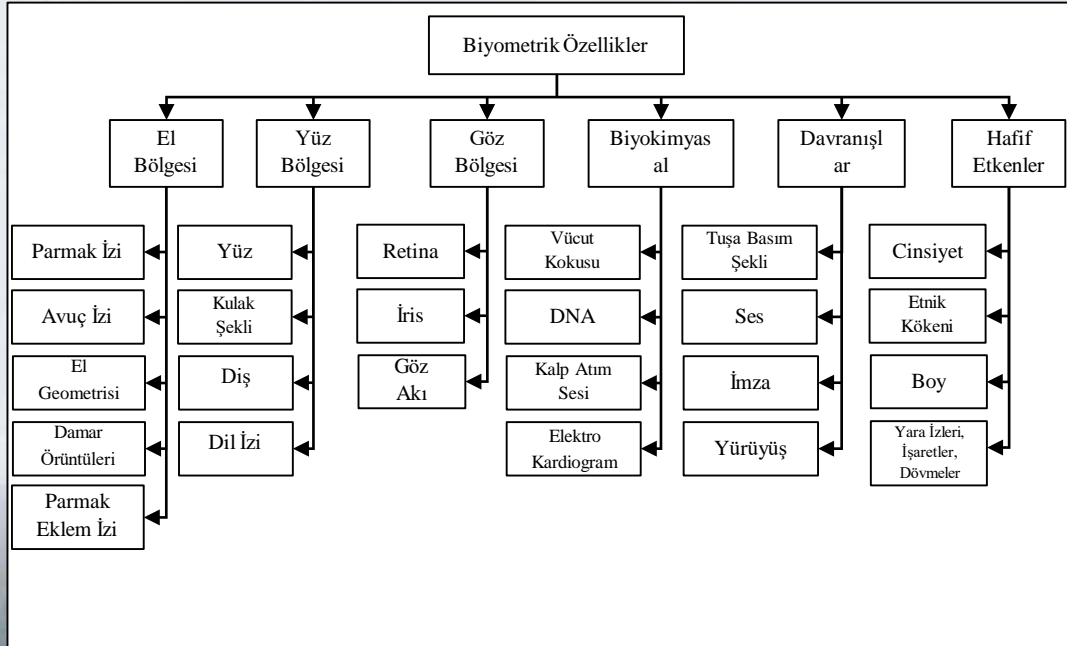 Biyometrik Özellikler
El
Bölgesi
Yüz
Bölgesi
Göz
Bölgesi
Biyokimyas
al
Davranışl
ar
Hafif
Etkenler
Parmak İzi
Avuç İzi
El
Geometrisi
Damar
Örüntüleri
Parmak
Eklem İzi
Yüz
Kulak
Şekli
Diş
Dil İzi
Retina
İris
Göz
Akı
Vücut
Kokusu
DNA
Kalp Atım
Sesi
Elektro
Kardiogram
Tuşa Basım
Şekli
Ses
İmza
Yürüyüş
Cinsiyet
Etnik
Kökeni
Boy
Yara İzleri,
İşaretler,
Dövmeler